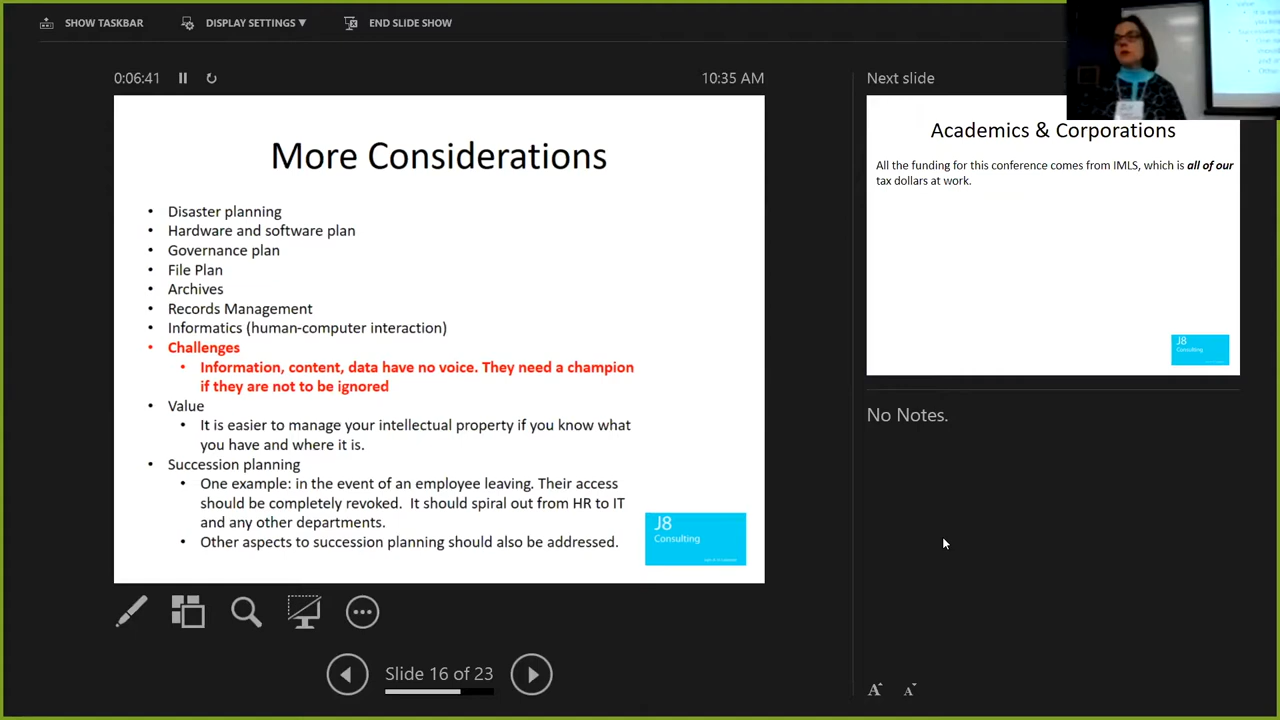 SHOW TASKBAR
DISPLAY SETTINGS ▼
END SLIDE SHOW
0:06:41
10:35 AM
More Considerations
• Disaster planning
• Hardware and software plan
• Governance plan
• File Plan
• Archives
• Records Management
• Informatics (human-computer interaction)
• Challenges
• Information, content, data have no voice. They need a champion
if they are not to be ignored
• Value
• It is easier to manage your intellectual property if you know what
you have and where it is.
• Succession planning
• One example: in the event of an employee leaving. Their access
should be completely revoked.  It should spiral out from HR to IT
and any other departments.
• Other aspects to succession planning should also be addressed.
J8
Consulting
Slide 16 of 23
Next slide
Academics & Corporations
All the funding for this conference comes from IMLS, which is all of our
tax dollars at work.
J8
Consulting
No Notes.
A A